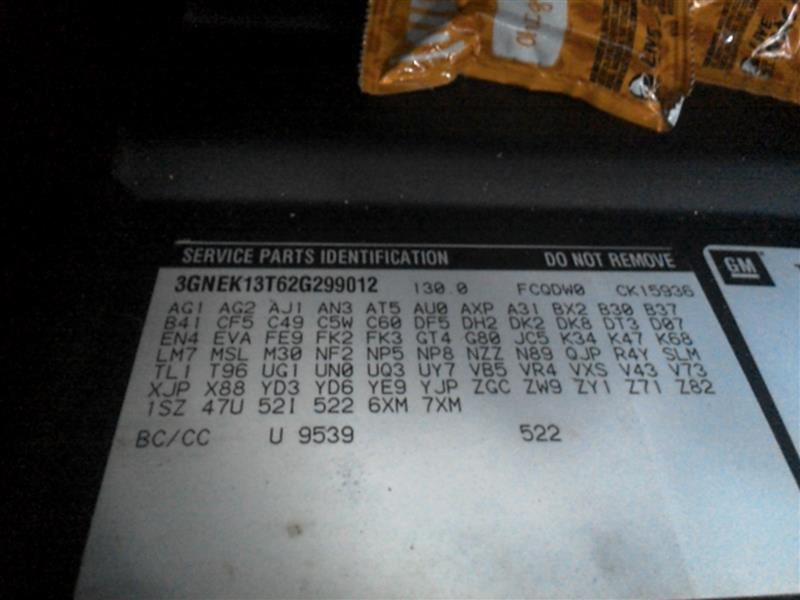 LIVE
SERVICE PARTS IDENTIFICATION DO NOT REMOVE
GM
3GNEK13T62G299012 130.0 FCQDW0 CK15936
AG1 AG2 AJ1 AN3 AT5 AU0 AXP A31 BX2 B30 B37
B41 CF5 C49 C5W C60 DF5 DH2 DK2 DK8 DT3 D07
EN4 EVA FE9 FK2 FK3 GT4 G80 JC5 K34 K47 K68
LM7 MSL M30 NF2 NP5 NP8 NZZ N89 QJP R4Y SLM
TL1 T96 UG1 UN0 UQ3 UY7 VB5 VR4 VXS V43 V73
XJP X88 YD3 YD6 YE9 YJP ZGC ZW9 ZY1 Z71 Z82
1SZ 47U 52I 522 6XM 7XM
BC/CC U 9539 522